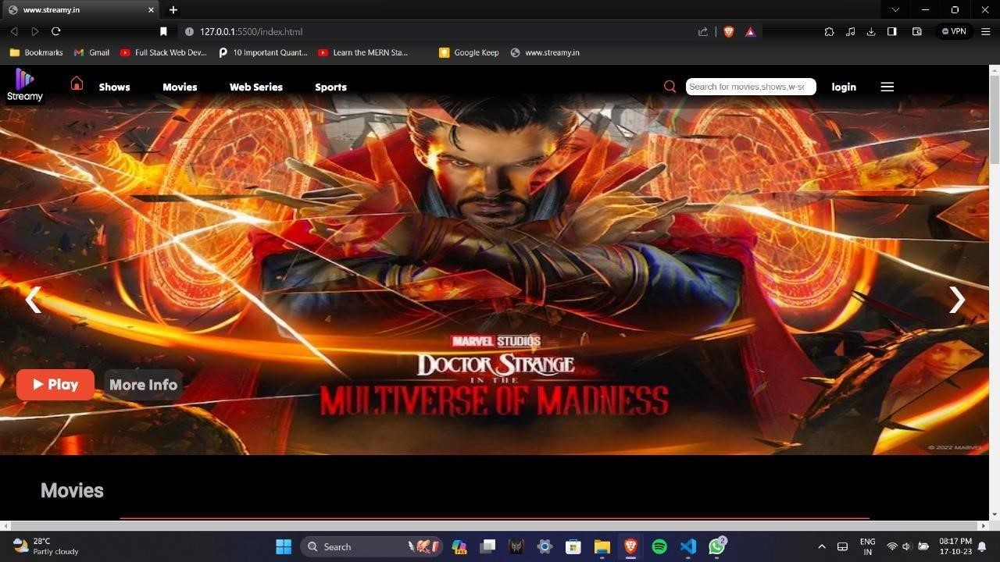 www.streamy.in
127.0.0.1:5500/index.html
VPN
Bookmarks
Gmail
Full Stack Web Dev...
10 Important Quant...
Learn the MERN Sta...
Google Keep
www.streamy.in
Streamy
Shows
Movies
Web Series
Sports
Search for movies,shows,w-se
login
MARVEL STUDIOS
DOCTOR STRANGE
IN THE
MULTIVERSE OF MADNESS
Play
More Info
© 2022 MARVEL
Movies
28°C
Partly cloudy
Search
PRE
2
ENG
IN
08:17 PM
17-10-23